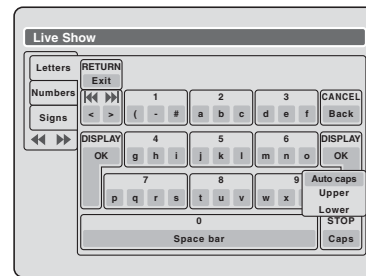 Live Show
Letters
Numbers
Signs
RETURN
Exit
< >
1
( - #
2
a b c
3
d e f
CANCEL
Back
DISPLAY
OK
4
g h i
5
j k l
6
m n o
DISPLAY
OK
7
p q r s
8
t u v
9
w x
Auto caps
Upper
Lower
0
Space bar
STOP
Caps